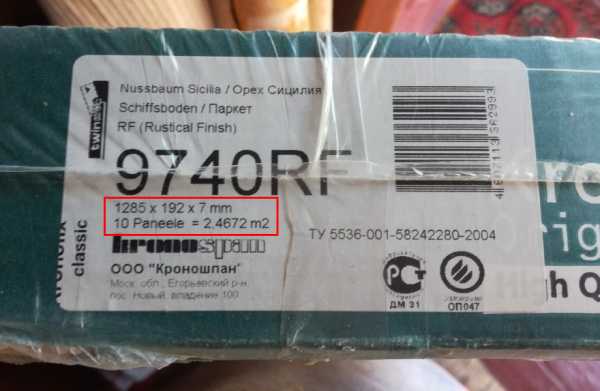 Nussbaum Sicilia / Орех Сицилия
Schiffsboden / Паркет
RF (Rustical Finish)
9740RF
1285 x 192 x 7 mm
10 Paneele = 2,4672 m2
kronospan
ТУ 5536-001-58242280-2004
ООО "Кроношпан"
Моск. обл., Егорьевский р-н,
пос. Новый, владение 100
classic
РСТ
ДМ 31
ОП047
High Q